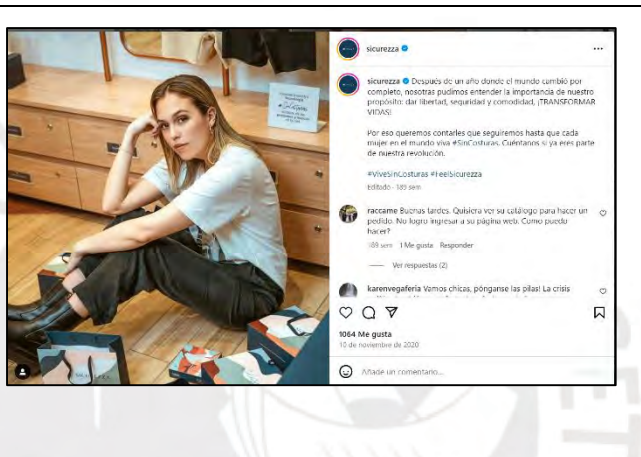 sicurezza
sicurezza Después de un año donde el mundo cambió por
completo, nosotras pudimos entender la importancia de nuestro
propósito: dar libertad, seguridad y comodidad, ¡TRANSFORMAR
VIDAS!
Por eso queremos contarles que seguiremos hasta que cada
mujer en el mundo viva #SinCosturas. Cuéntanos si ya eres parte
de nuestra revolución.
#ViveSinCosturas #FeelSicurezza
Editado · 189 sem
raccame Buenas tardes. Quisiera ver su catálogo para hacer un
pedido. No logro ingresar a su página web. Como puedo
hacer?
189 sem 1 Me gusta Responder
Ver respuestas (2)
karenvegaferia Vamos chicas, pónganse las pilas! La crisis
1064 Me gusta
10 de noviembre de 2020
Añade un comentario...